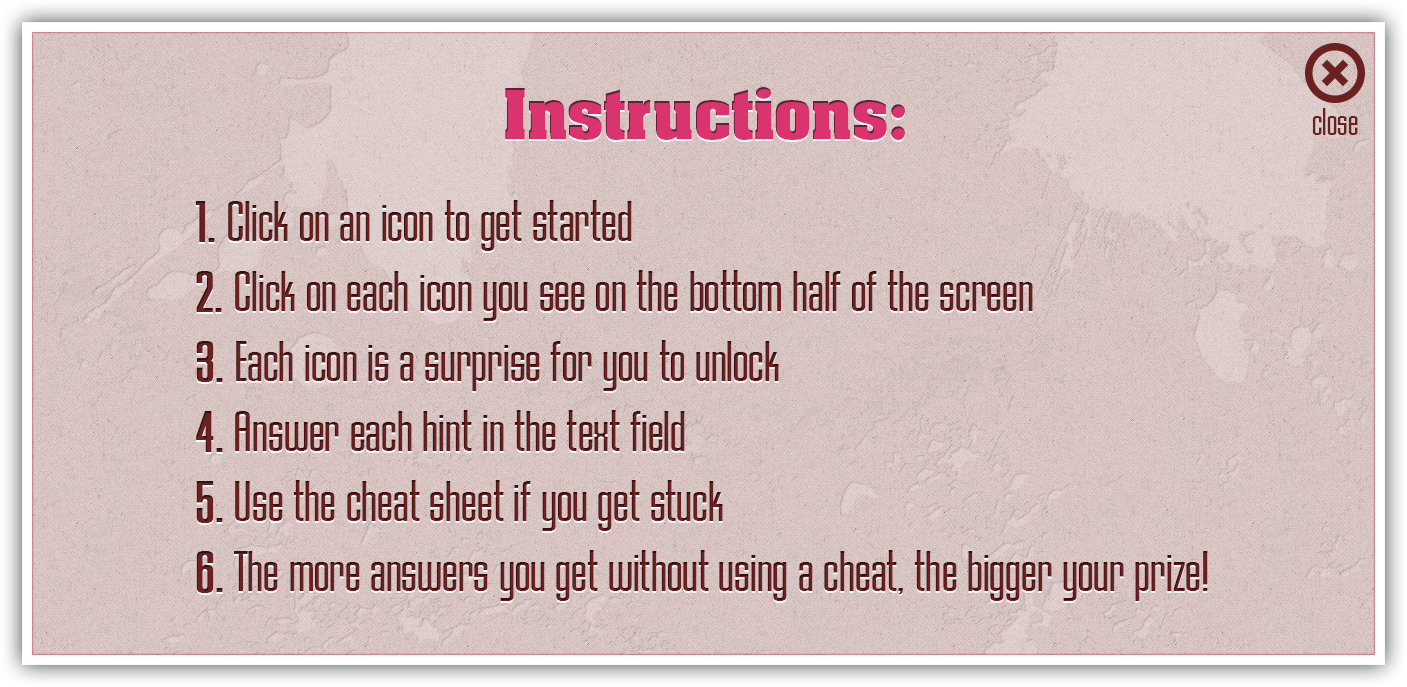 Instructions:
close
1. Click on an icon to get started
2. Click on each icon you see on the bottom half of the screen
3. Each icon is a surprise for you to unlock
4. Answer each hint in the text field
5. Use the cheat sheet if you get stuck
6. The more answers you get without using a cheat, the bigger your prize!